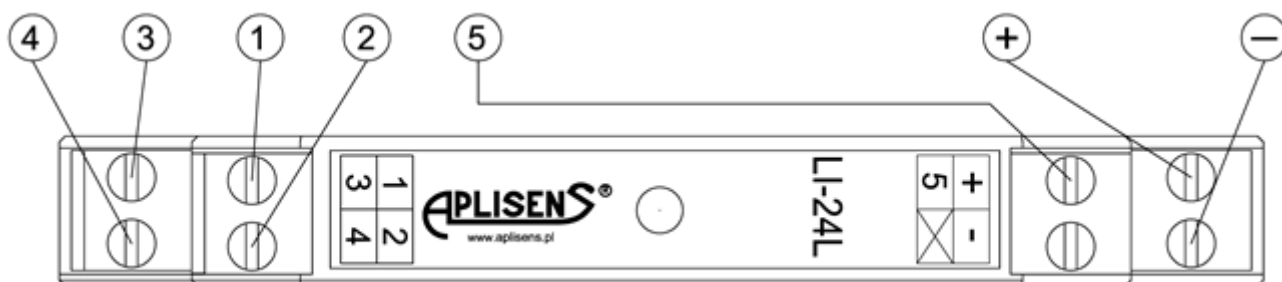 4 3 1 2 5 + −
3 1
4 2
APLISENS®
www.aplisens.pl
LI-24L
5 +
-